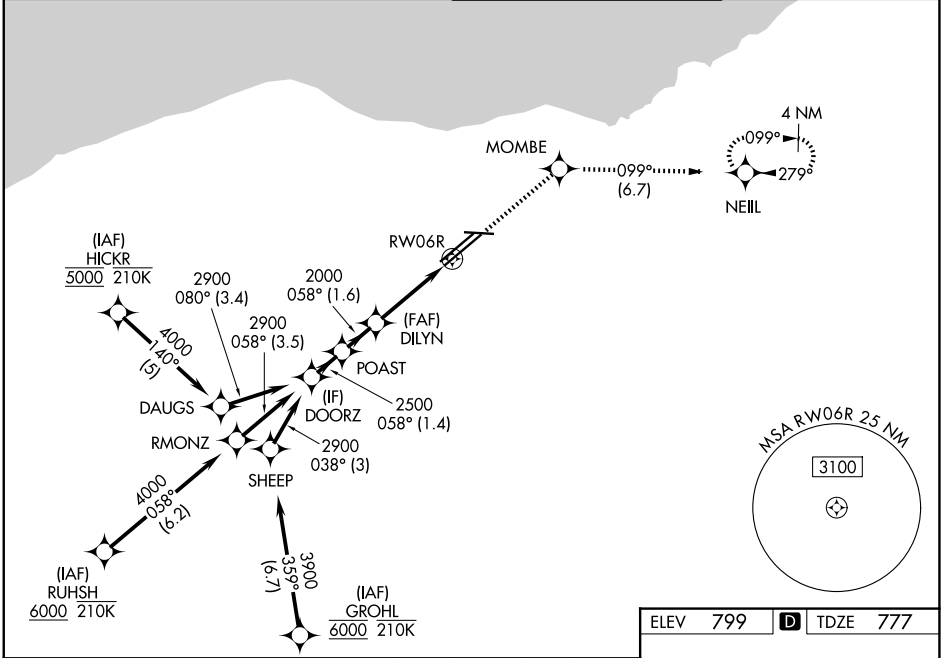 4 NM
099°
279°
NEIIL
MOMBE
099°
(6.7)
RW06R
(IAF)
HICKR
5000 210K
2900
080° (3.4)
2000
058° (1.6)
2900
058° (3.5)
(FAF)
DILYN
4000
140°
(5)
POAST
DAUGS
(IF)
DOORZ
2500
058° (1.4)
RMONZ
2900
038° (3)
SHEEP
4000
058°
(6.2)
(IAF)
RUHSH
6000 210K
3900
359°
(6.7)
(IAF)
GROHL
6000 210K
MSA RW06R 25 NM
3100
ELEV 799 D TDZE 777